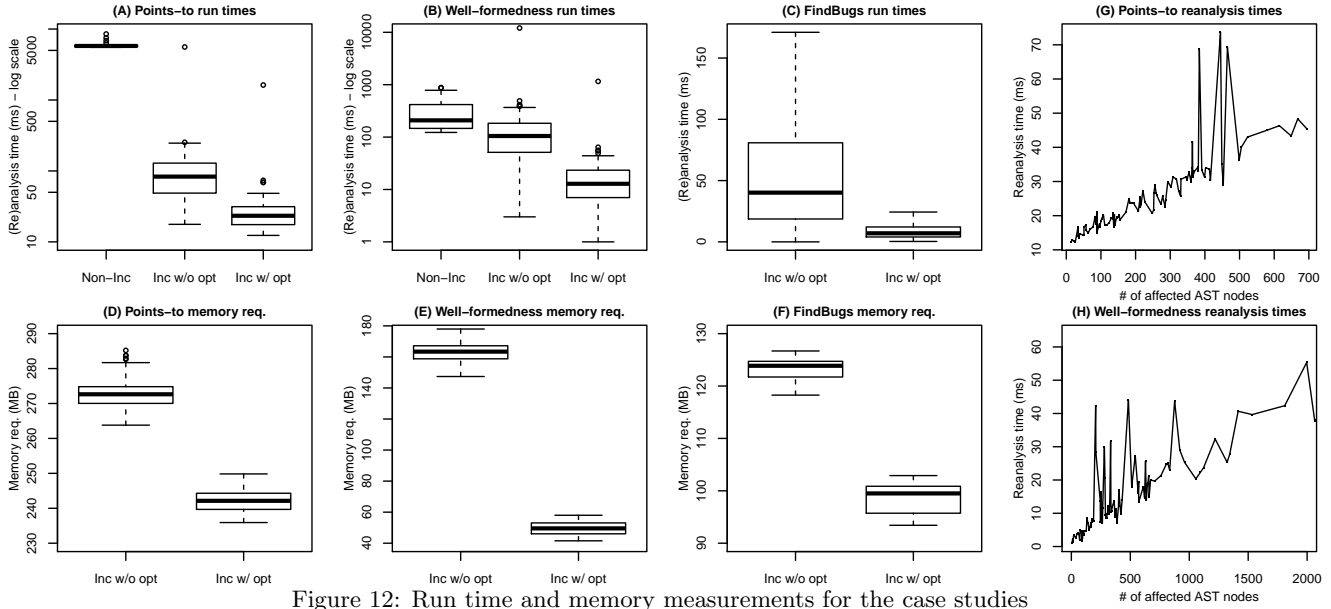 (A) Points−to run times
(Re)analysis time (ms) − log scale
5000
500
50
10
Non−Inc
Inc w/o opt
Inc w/ opt
(B) Well−formedness run times
(Re)analysis time (ms) − log scale
10000
1000
100
10
1
Non−Inc
Inc w/o opt
Inc w/ opt
(C) FindBugs run times
(Re)analysis time (ms)
150
100
50
0
Inc w/o opt
Inc w/ opt
(G) Points−to reanalysis times
Reanalysis time (ms)
70
60
50
40
30
20
10
0
100
200
300
400
500
600
700
# of affected AST nodes
(D) Points−to memory req.
Memory req. (MB)
290
280
270
260
250
240
230
Inc w/o opt
Inc w/ opt
(E) Well−formedness memory req.
Memory req. (MB)
180
140
100
80
60
40
Inc w/o opt
Inc w/ opt
(F) FindBugs memory req.
Memory req. (MB)
130
120
110
100
90
Inc w/o opt
Inc w/ opt
(H) Well−formedness reanalysis times
Reanalysis time (ms)
60
50
40
30
20
10
0
0
500
1000
1500
2000
# of affected AST nodes
Figure 12: Run time and memory measurements for the case studies